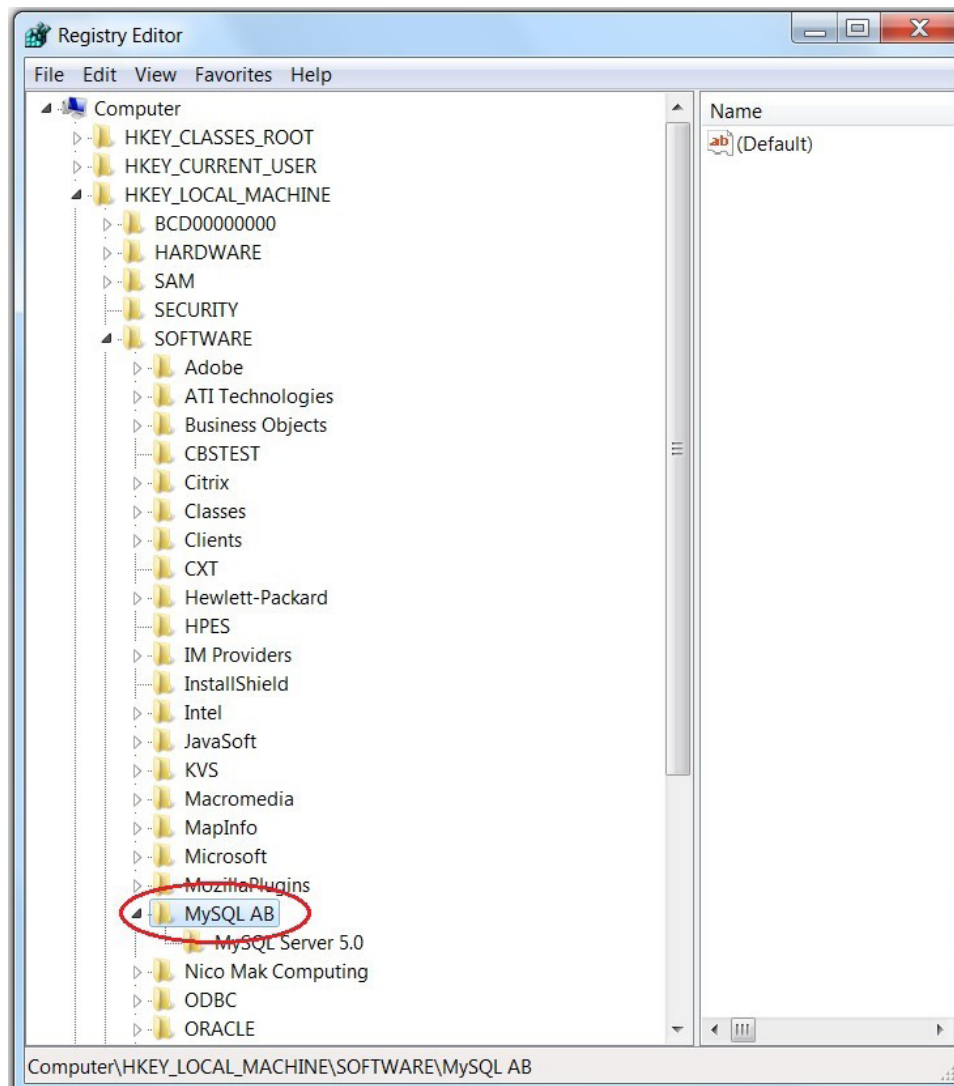 Registry Editor
File Edit View Favorites Help
Computer
HKEY_CLASSES_ROOT
HKEY_CURRENT_USER
HKEY_LOCAL_MACHINE
BCD00000000
HARDWARE
SAM
SECURITY
SOFTWARE
Adobe
ATI Technologies
Business Objects
CBSTEST
Citrix
Classes
Clients
CXT
Hewlett-Packard
HPES
IM Providers
InstallShield
Intel
JavaSoft
KVS
Macromedia
MapInfo
Microsoft
MozillaPlugins
MySQL AB
MySQL Server 5.0
Nico Mak Computing
ODBC
ORACLE
Name
ab (Default)
Computer\HKEY_LOCAL_MACHINE\SOFTWARE\MySQL AB